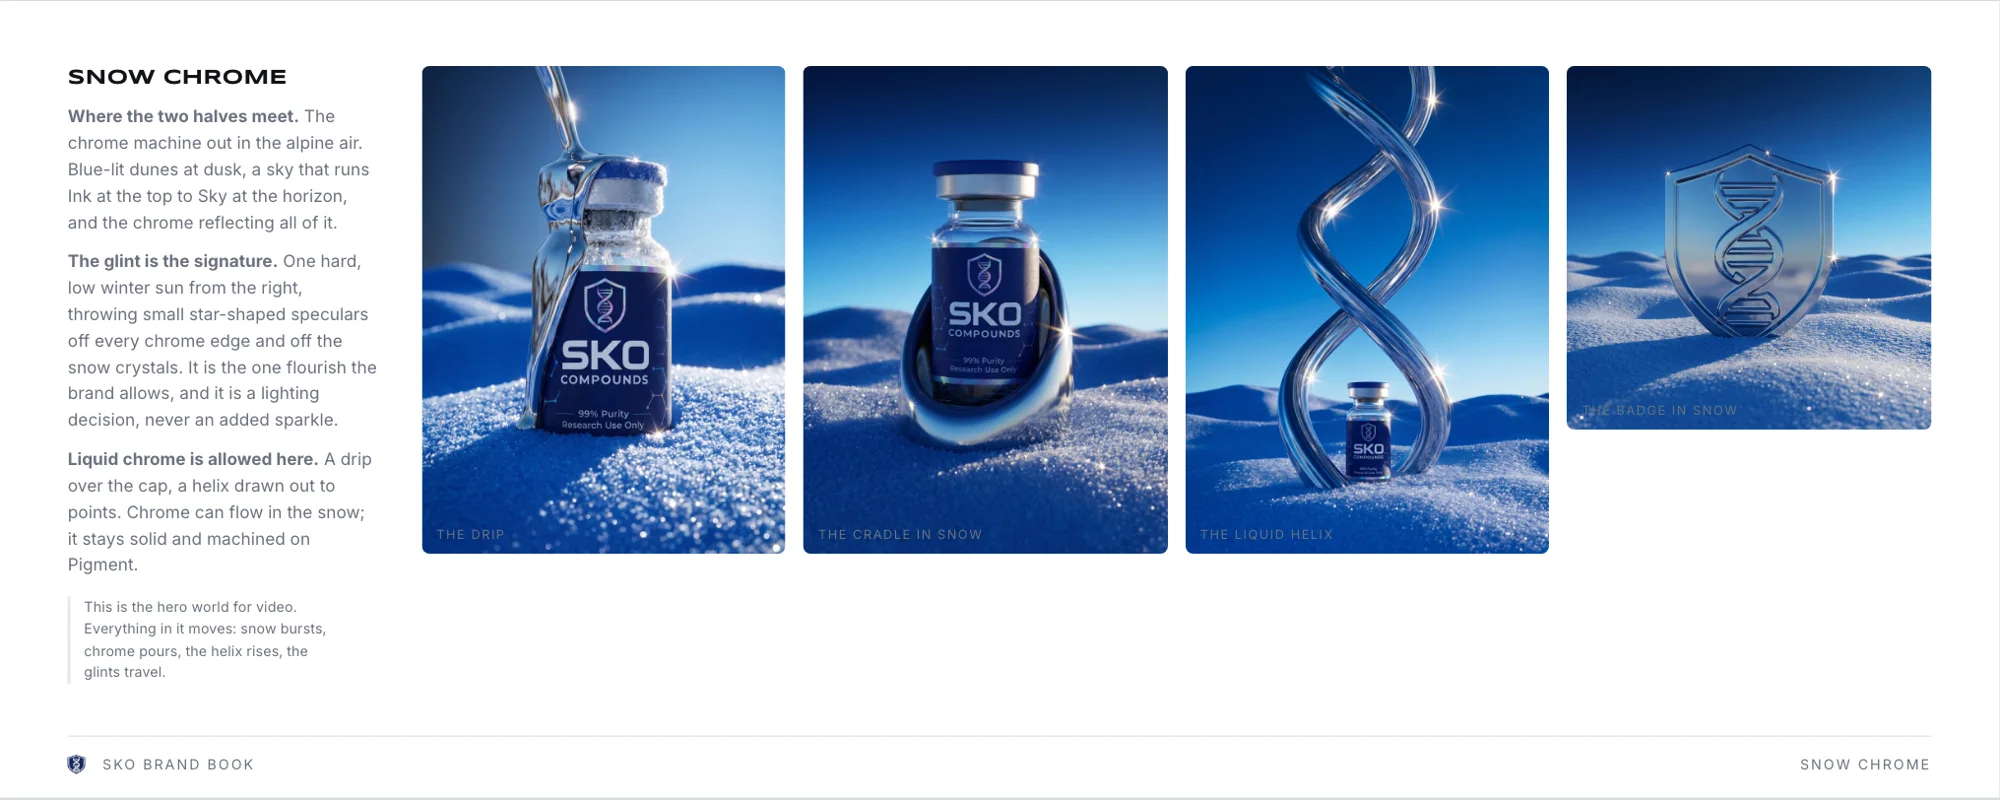 SNOW CHROME
Where the two halves meet. The
chrome machine out in the alpine air.
Blue-lit dunes at dusk, a sky that runs
Ink at the top to Sky at the horizon,
and the chrome reflecting all of it.
The glint is the signature. One hard,
low winter sun from the right,
throwing small star-shaped speculars
off every chrome edge and off the
snow crystals. It is the one flourish the
brand allows, and it is a lighting
decision, never an added sparkle.
Liquid chrome is allowed here. A drip
over the cap, a helix drawn out to
points. Chrome can flow in the snow;
it stays solid and machined on
Pigment.
This is the hero world for video.
Everything in it moves: snow bursts,
chrome pours, the helix rises, the
glints travel.
SKO
COMPOUNDS
99% Purity
Research Use Only
THE DRIP
SKO
COMPOUNDS
99% Purity
Research Use Only
THE CRADLE IN SNOW
SKO
COMPOUNDS
THE LIQUID HELIX
THE BADGE IN SNOW
SKO BRAND BOOK
SNOW CHROME